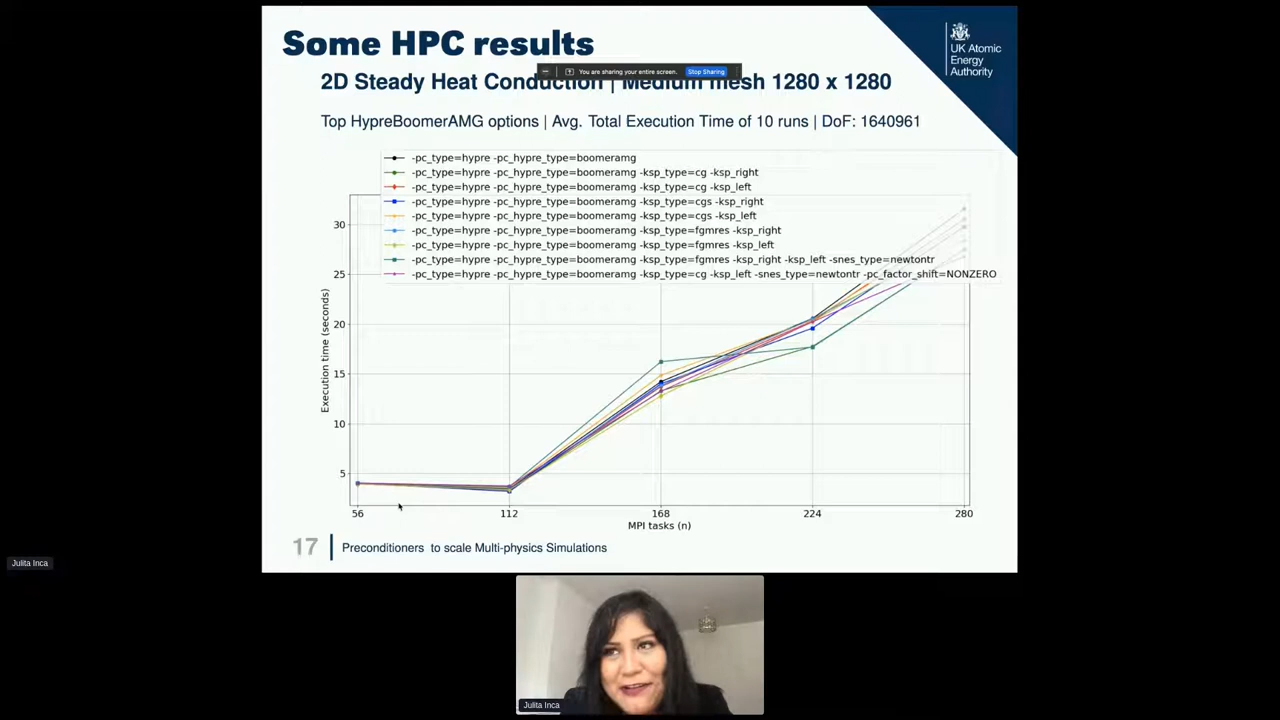 Some HPC results
UK Atomic
Energy
Authority
You are sharing your entire screen.
Stop Sharing
2D Steady Heat Conduction | Medium mesh 1280 x 1280
Top HypreBoomerAMG options | Avg. Total Execution Time of 10 runs | DoF: 1640961
-pc_type=hypre -pc_hypre_type=boomeramg
-pc_type=hypre -pc_hypre_type=boomeramg -ksp_type=cg -ksp_right
-pc_type=hypre -pc_hypre_type=boomeramg -ksp_type=cg -ksp_left
-pc_type=hypre -pc_hypre_type=boomeramg -ksp_type=cgs -ksp_right
-pc_type=hypre -pc_hypre_type=boomeramg -ksp_type=cgs -ksp_left
-pc_type=hypre -pc_hypre_type=boomeramg -ksp_type=fgmres -ksp_right
-pc_type=hypre -pc_hypre_type=boomeramg -ksp_type=fgmres -ksp_left
-pc_type=hypre -pc_hypre_type=boomeramg -ksp_type=fgmres -ksp_right -ksp_left -snes_type=newtontr
-pc_type=hypre -pc_hypre_type=boomeramg -ksp_type=cg -ksp_left -snes_type=newtontr -pc_factor_shift=NONZERO
30
25
20
15
10
5
Execution time (seconds)
56 112 168 224 280
MPI tasks (n)
17
Preconditioners to scale Multi-physics Simulations
Julita Inca
Julita Inca